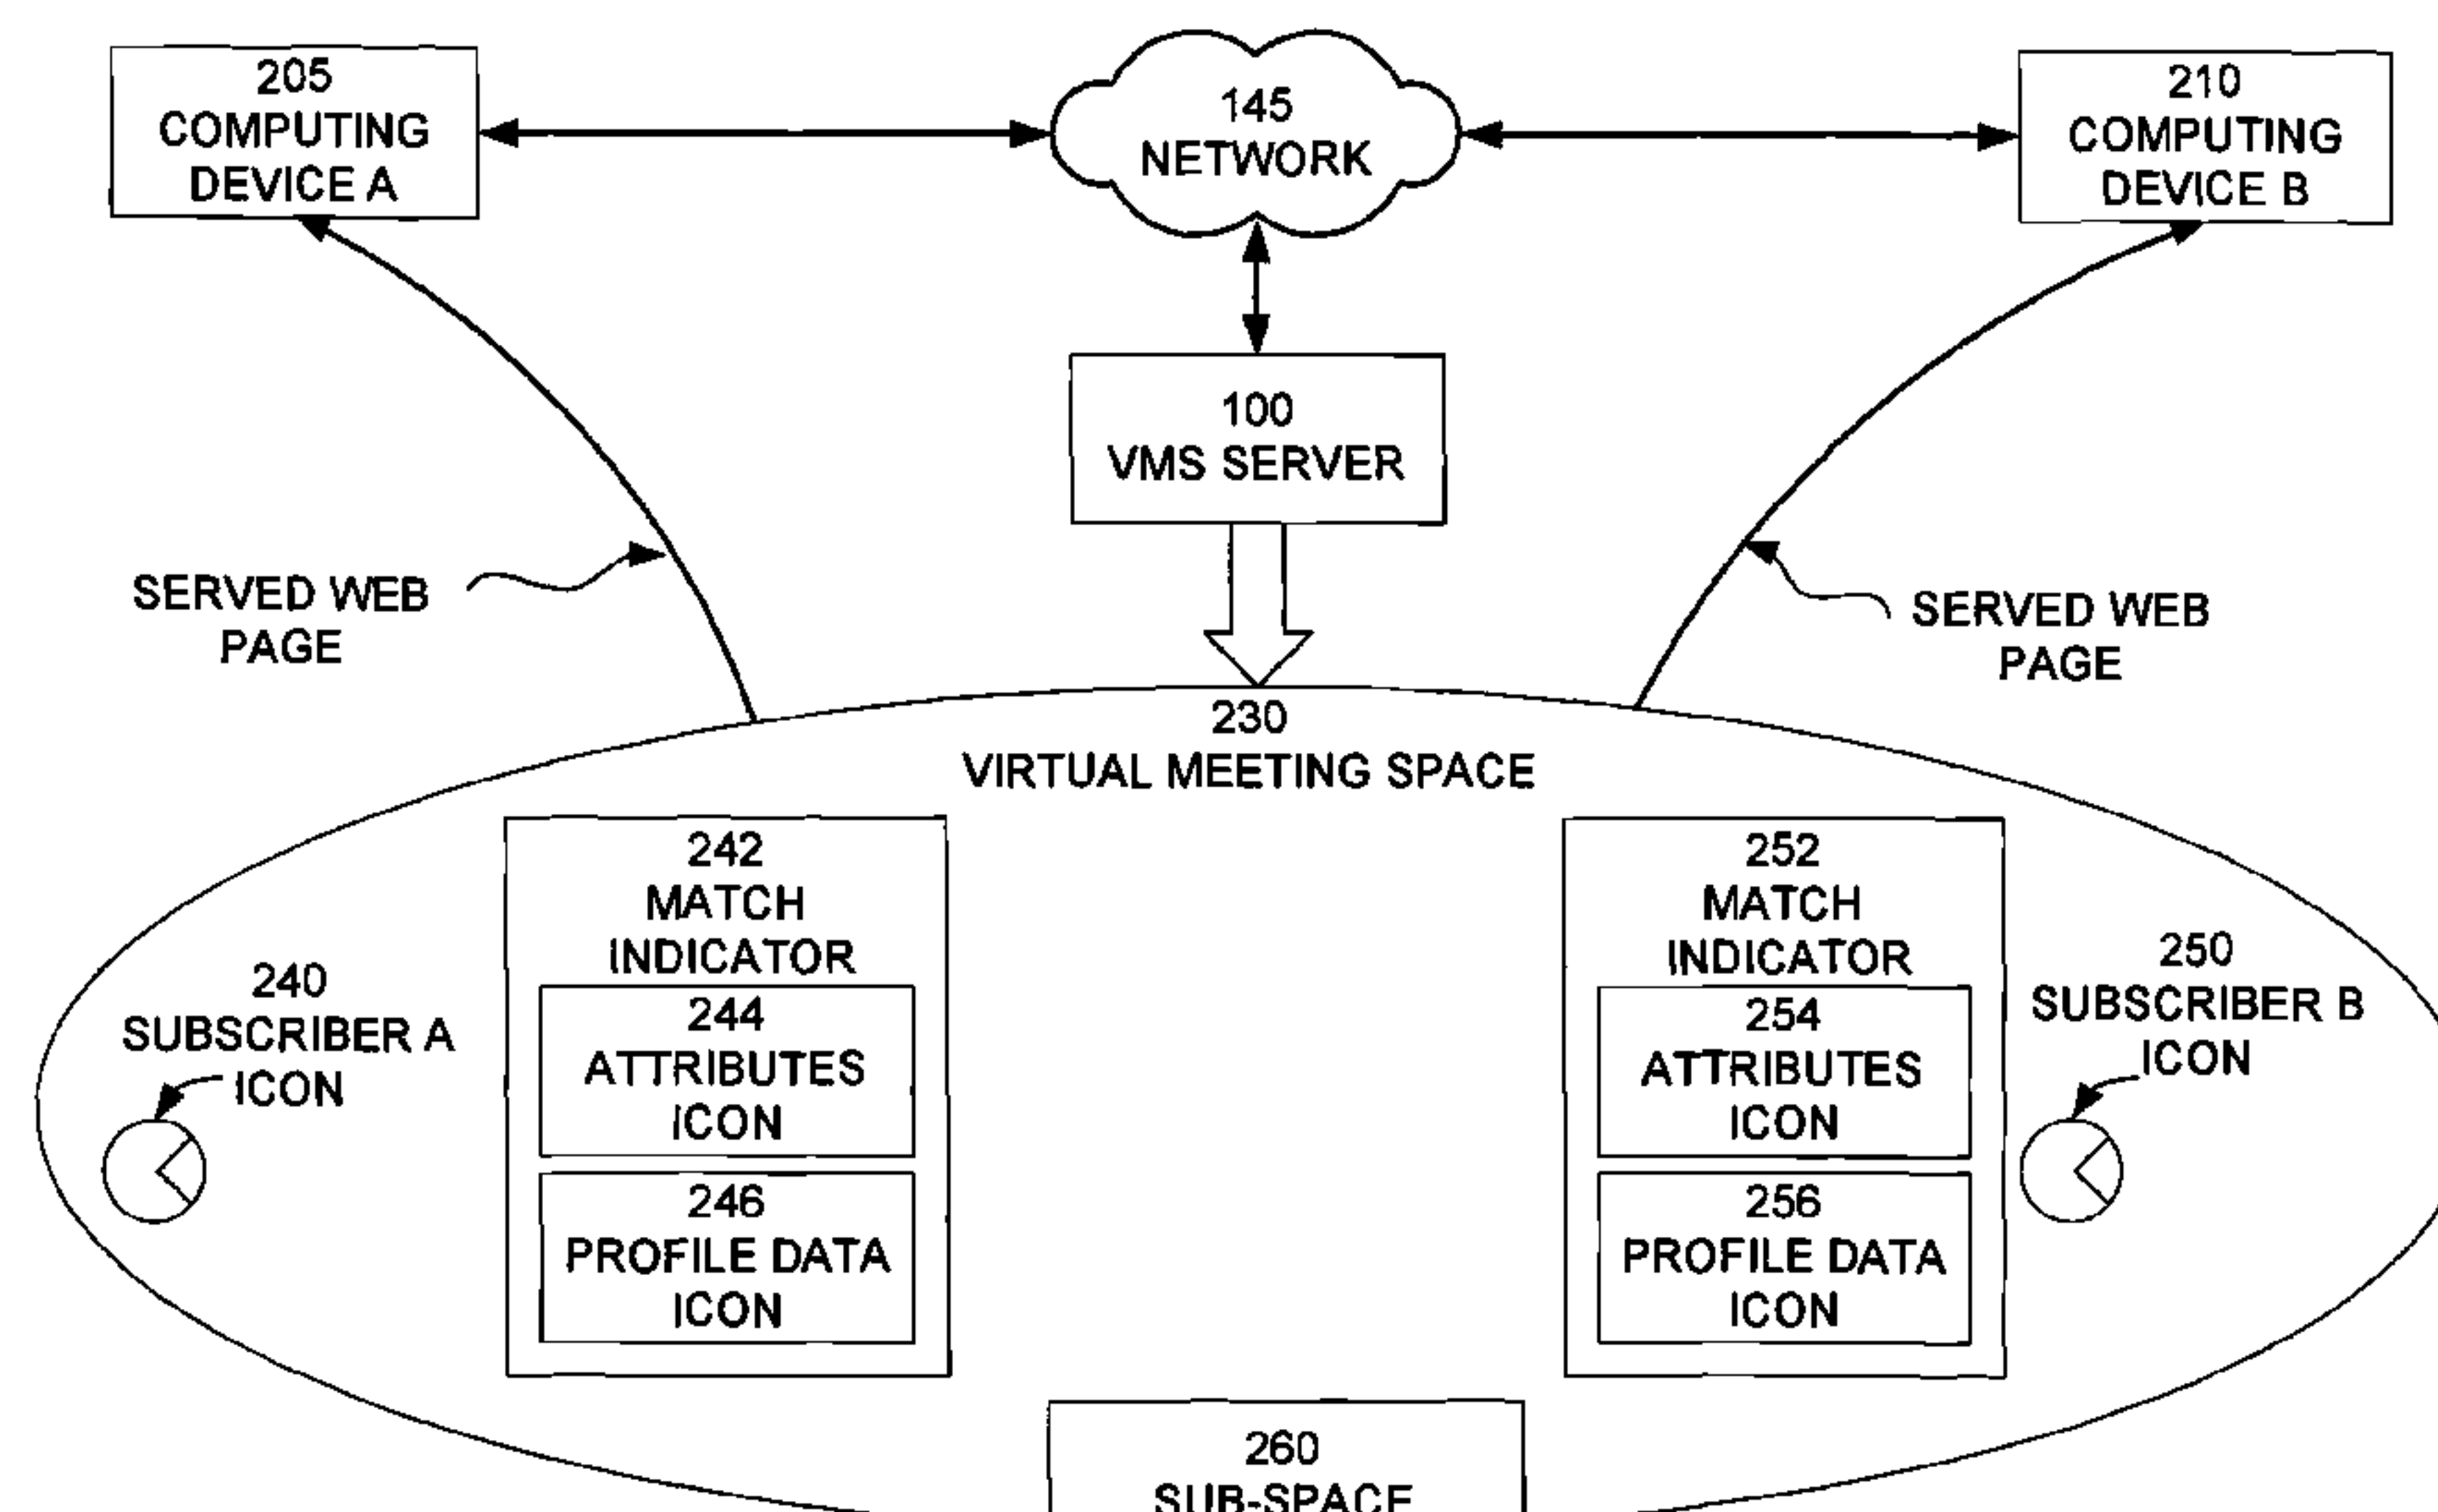 205
COMPUTING
DEVICE A
145
NETWORK
210
COMPUTING
DEVICE B
100
VMS SERVER
SERVED WEB
PAGE
SERVED WEB
PAGE
230
VIRTUAL MEETING SPACE
242
MATCH
INDICATOR
244
ATTRIBUTES
ICON
246
PROFILE DATA
ICON
240
SUBSCRIBER A
ICON
252
MATCH
INDICATOR
254
ATTRIBUTES
ICON
256
PROFILE DATA
ICON
250
SUBSCRIBER B
ICON
260
SUB-SPACE